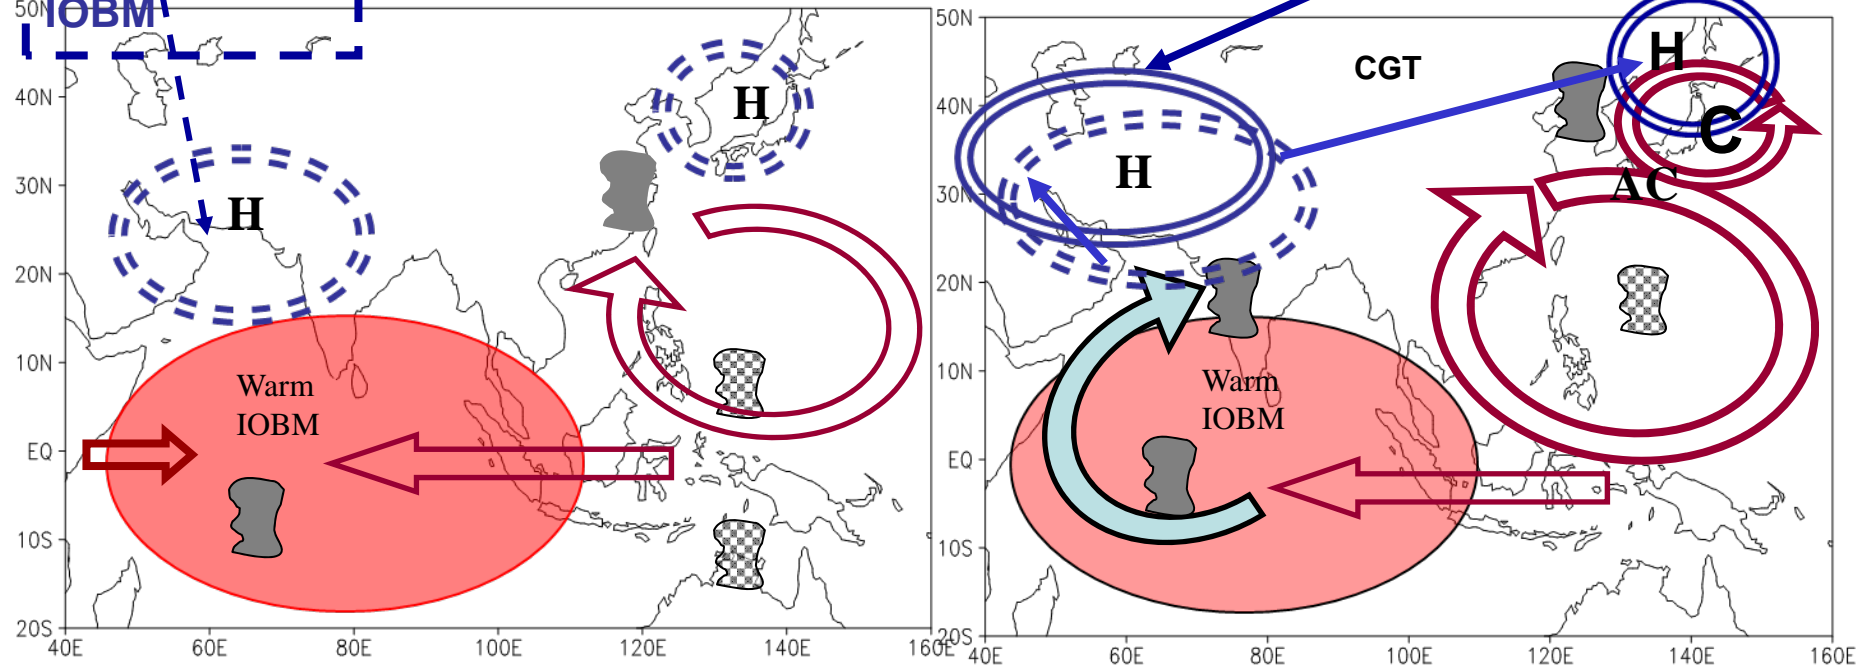 IOBM
50N
40N
30N
20N
10N
EQ
10S
20S
40E
60E
80E
100E
120E
140E
160E
H
H
Warm
IOBM
50N
40N
30N
20N
10N
EQ
10S
20S
40E
60E
80E
100E
120E
140E
160E
CGT
H
H
C
AC
Warm
IOBM